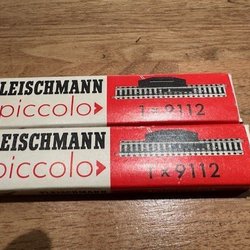 LEISCHMANN
piccolo
1 x 9112
LEISCHMANN
piccolo
1 x 9112